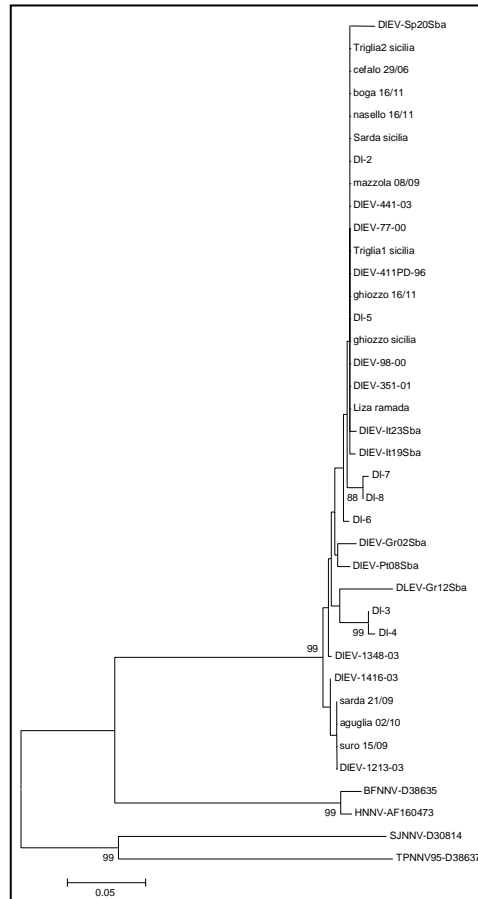 DIEV-Sp20Sba
Triglia2 sicilia
cefalo 29/06
boga 16/11
nasello 16/11
Sarda sicilia
DI-2
mazzola 08/09
DIEV-441-03
DIEV-77-00
Triglia1 sicilia
DIEV-411PD-96
ghiozzo 16/11
DI-5
ghiozzo sicilia
DIEV-98-00
DIEV-351-01
Liza ramada
DIEV-It23Sba
DIEV-It19Sba
DI-7
88 DI-8
DI-6
DIEV-Gr02Sba
DIEV-Pt08Sba
DLEV-Gr12Sba
DI-3
99 DI-4
99 DIEV-1348-03
DIEV-1416-03
sarda 21/09
aguglia 02/10
suro 15/09
DIEV-1213-03
BFNNV-D38635
99 HNNV-AF160473
SJNNV-D30814
99 TPNNV95-D38637
0.05